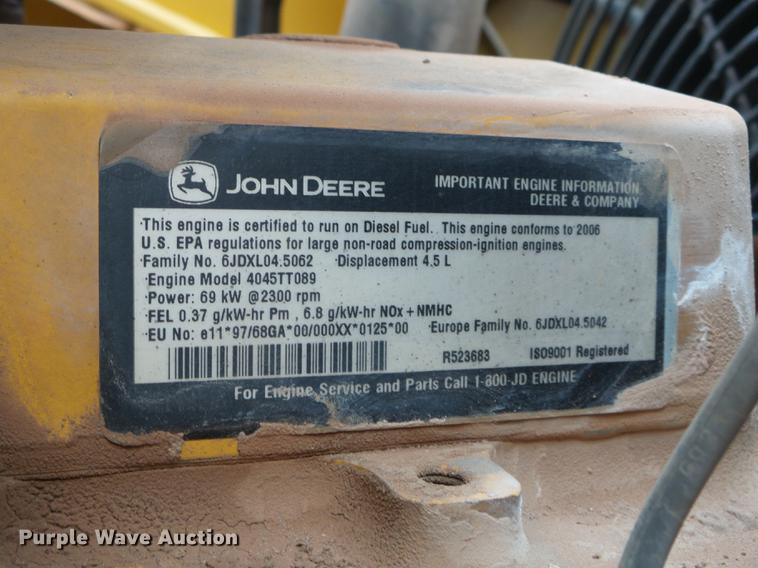 JOHN DEERE
IMPORTANT ENGINE INFORMATION
DEERE & COMPANY
This engine is certified to run on Diesel Fuel. This engine conforms to 2006
U.S. EPA regulations for large non-road compression-ignition engines.
Family No. 6JDXL04.5062 Displacement 4.5 L
Engine Model 4045TT089
Power: 69 kW @2300 rpm
FEL 0.37 g/kW-hr Pm , 6.8 g/kW-hr NOx + NMHC
EU No: e11*97/68GA*00/000XX*0125*00 Europe Family No. 6JDXL04.5042
R523683 ISO9001 Registered
For Engine Service and Parts Call 1-800-JD ENGINE
Purple Wave Auction